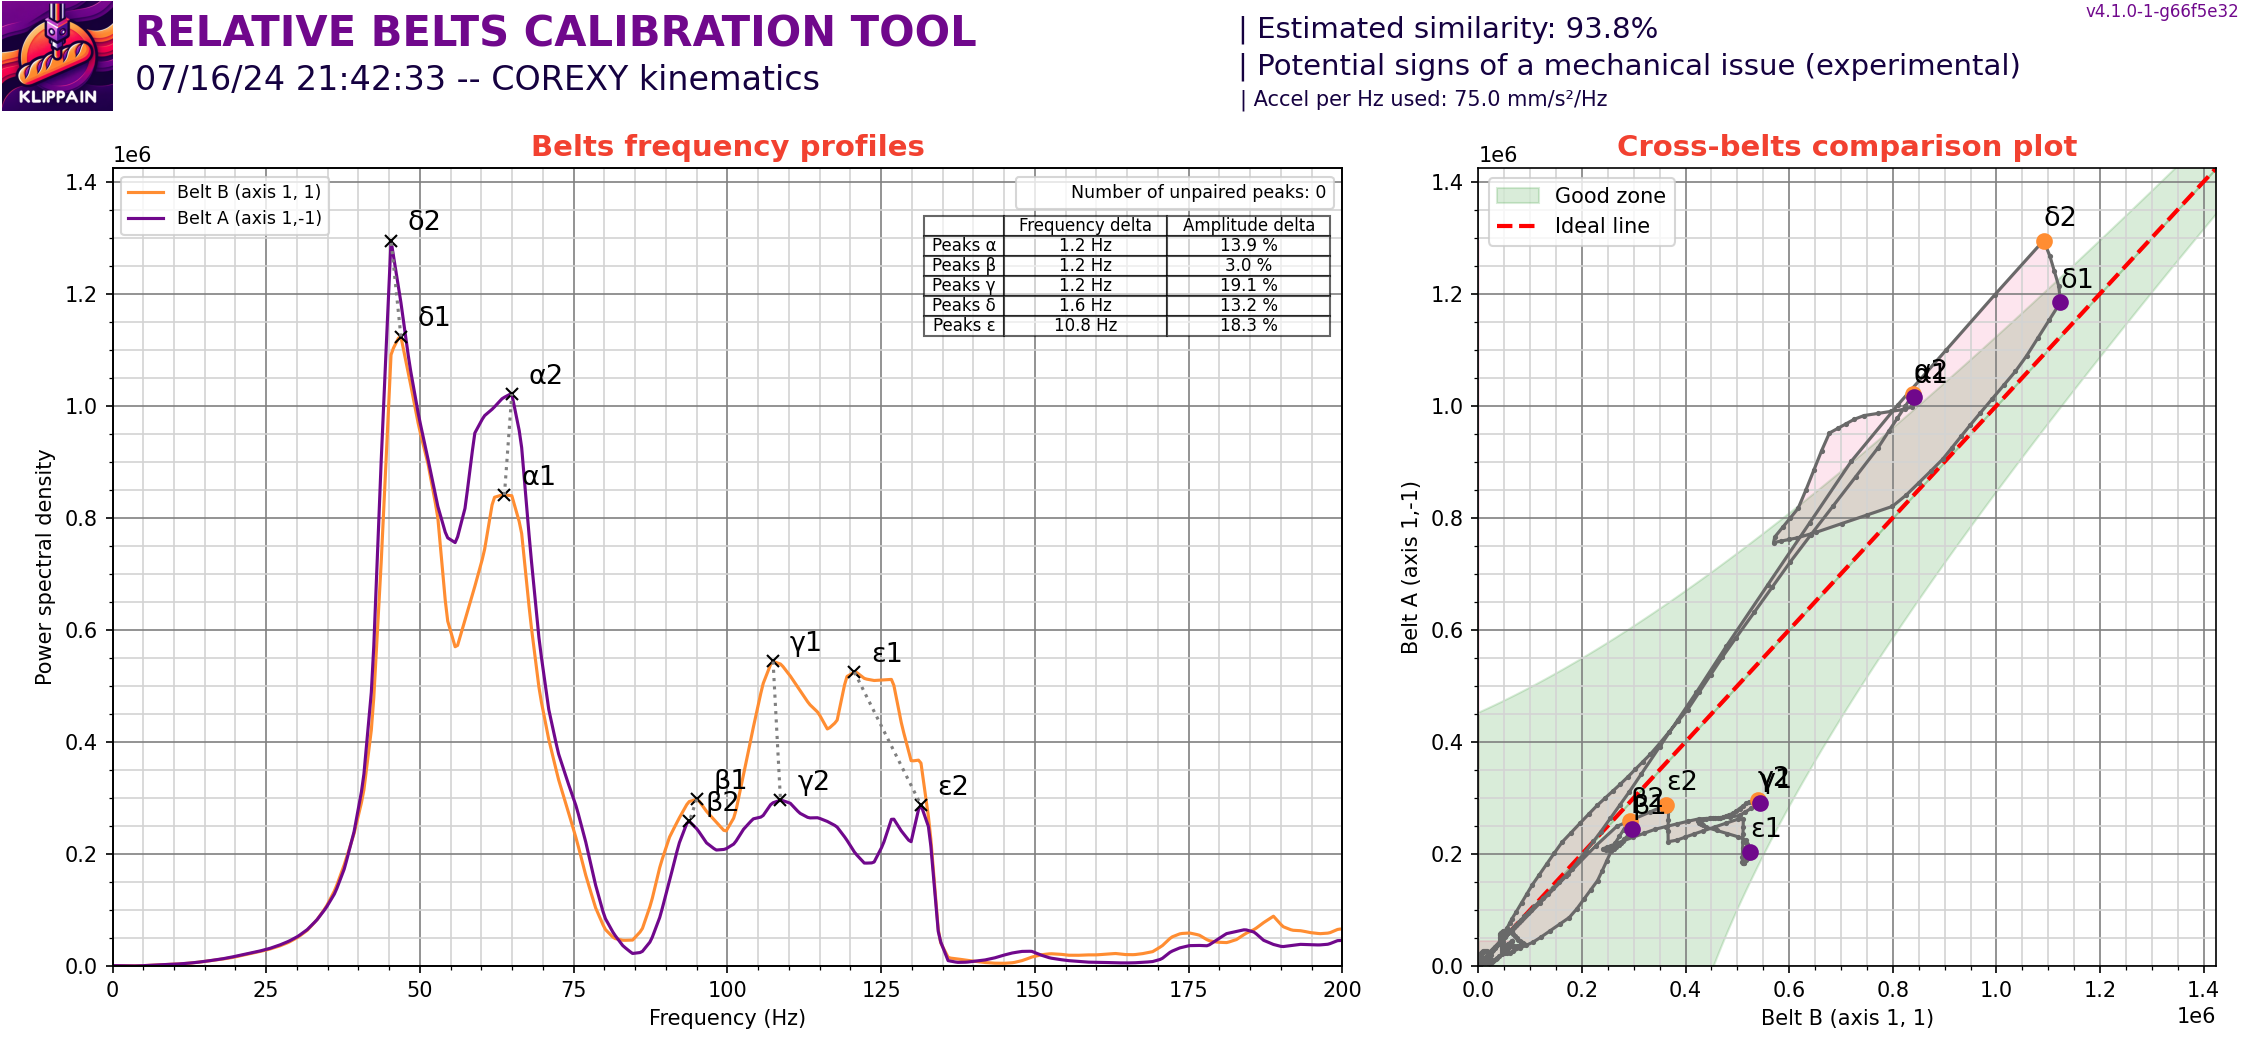 KLIPPAIN
RELATIVE BELTS CALIBRATION TOOL
07/16/24 21:42:33 -- COREXY kinematics
| Estimated similarity: 93.8%
| Potential signs of a mechanical issue (experimental)
| Accel per Hz used: 75.0 mm/s²/Hz
v4.1.0-1-g66f5e32
Belts frequency profiles
1e6
Belt B (axis 1, 1)
Belt A (axis 1,-1)
Number of unpaired peaks: 0
Frequency delta Amplitude delta
Peaks α 1.2 Hz 13.9 %
Peaks β 1.2 Hz 3.0 %
Peaks γ 1.2 Hz 19.1 %
Peaks δ 1.6 Hz 13.2 %
Peaks ε 10.8 Hz 18.3 %
δ2
δ1
α2
α1
γ1
ε1
β1
β2
γ2
ε2
1.4
1.2
1.0
0.8
0.6
0.4
0.2
0.0
Power spectral density
0 25 50 75 100 125 150 175 200
Frequency (Hz)
Cross-belts comparison plot
1e6
Good zone
Ideal line
δ2
δ1
α2
α1
ε2
γ2
γ1
β2
β1
ε1
1.4
1.2
1.0
0.8
0.6
0.4
0.2
0.0
Belt A (axis 1,-1)
0.0 0.2 0.4 0.6 0.8 1.0 1.2 1.4
Belt B (axis 1, 1)
1e6